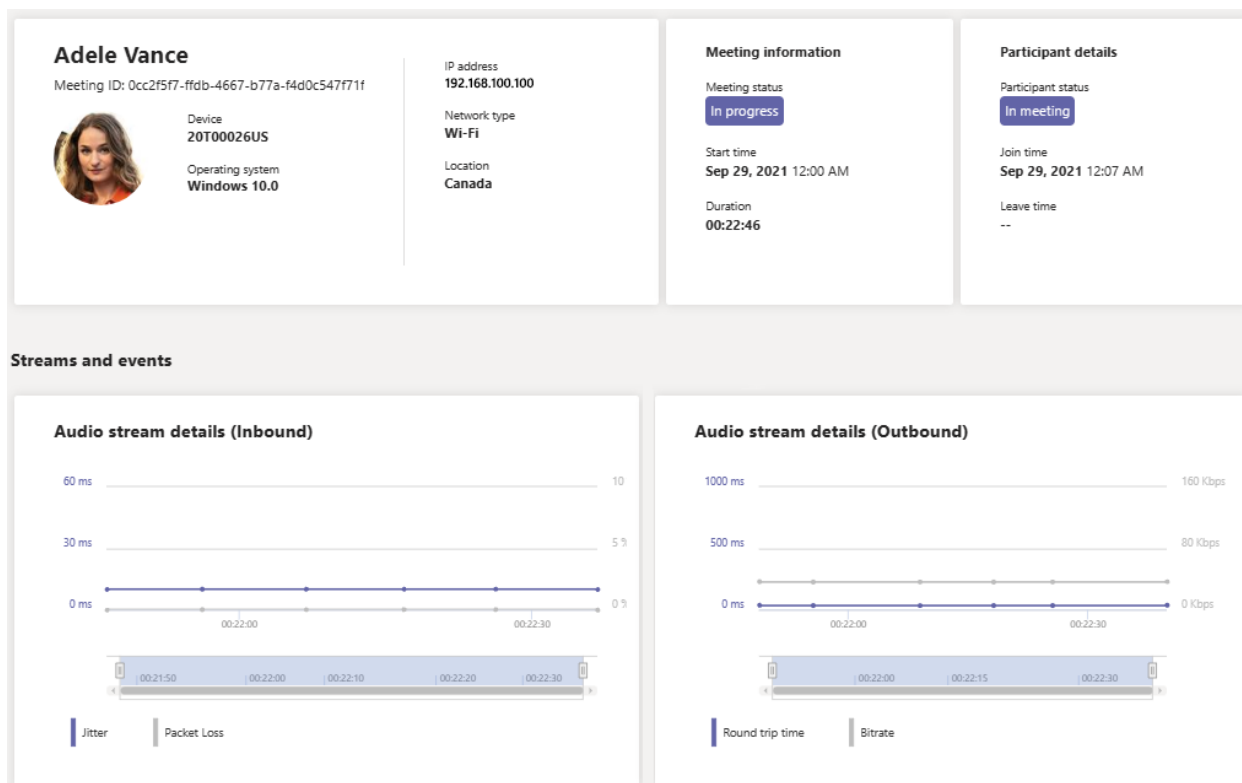 Adele Vance
Meeting ID: 0cc2f5f7-ffdb-4667-b77a-f4d0c547f71f
Device
20T00026US
Operating system
Windows 10.0
IP address
192.168.100.100
Network type
Wi-Fi
Location
Canada
Meeting information
Meeting status
In progress
Start time
Sep 29, 2021 12:00 AM
Duration
00:22:46
Participant details
Participant status
In meeting
Join time
Sep 29, 2021 12:07 AM
Leave time
--
Streams and events
Audio stream details (Inbound)
60 ms 10
30 ms 5 %
0 ms 0 %
00:22:00 00:22:30
00:21:50 00:22:00 00:22:10 00:22:20 00:22:30
Jitter Packet Loss
Audio stream details (Outbound)
1000 ms 160 Kbps
500 ms 80 Kbps
0 ms 0 Kbps
00:22:00 00:22:30
00:22:00 00:22:15 00:22:30
Round trip time Bitrate